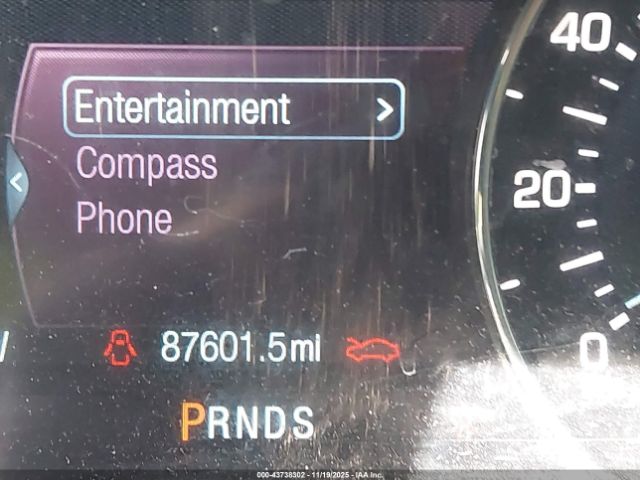 40
Entertainment >
Compass
<
20
Phone
87601.5mi
0
PRNDS
000-43738302 - 11/19/2025 - IAA Inc.